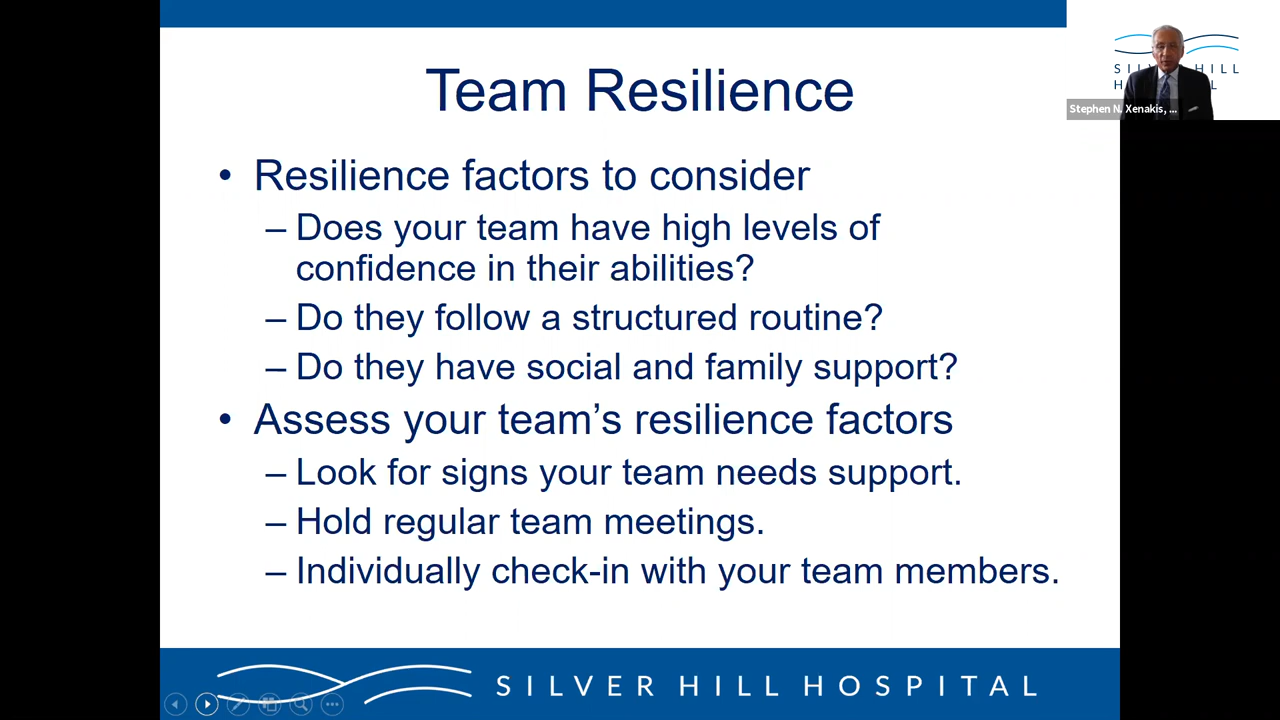 Team Resilience
• Resilience factors to consider
– Does your team have high levels of
confidence in their abilities?
– Do they follow a structured routine?
– Do they have social and family support?
• Assess your team’s resilience factors
– Look for signs your team needs support.
– Hold regular team meetings.
– Individually check-in with your team members.
SILVER HILL HOSPITAL
Stephen N. Xenakis, ...